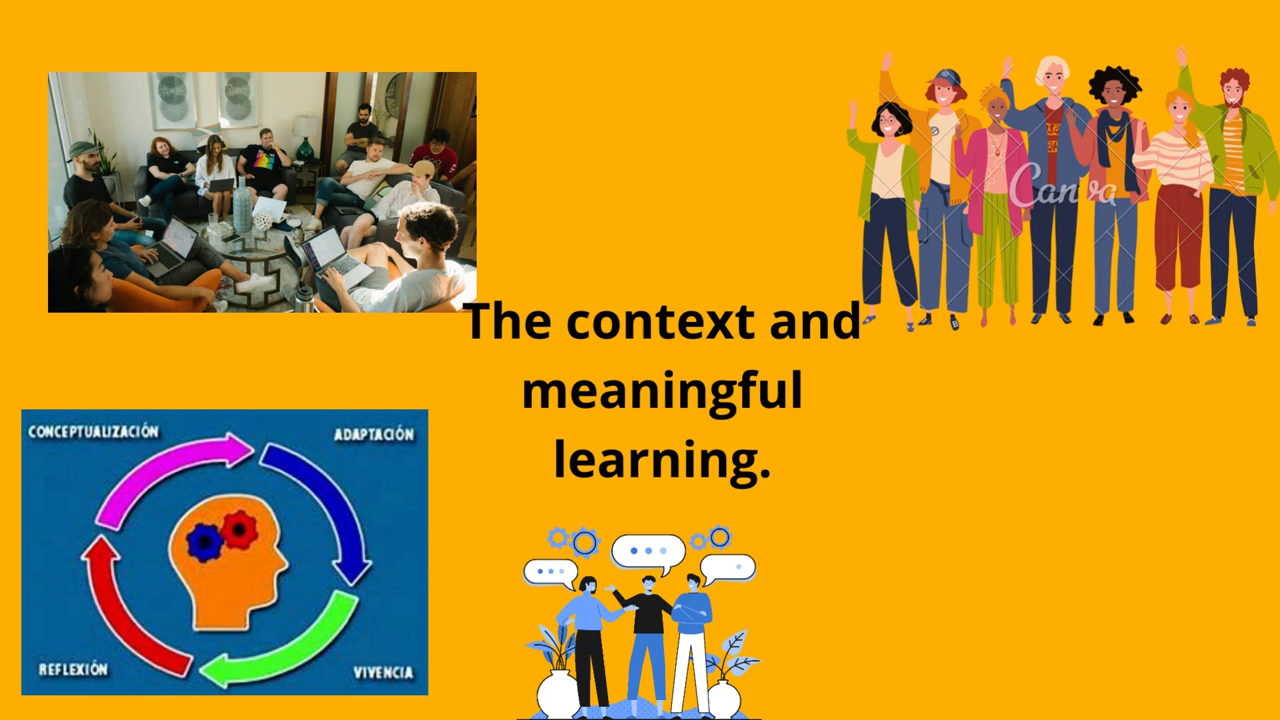 Canva
The context and
meaningful
learning.
CONCEPTUALIZACIÓN
ADAPTACIÓN
REFLEXIÓN
VIVENCIA